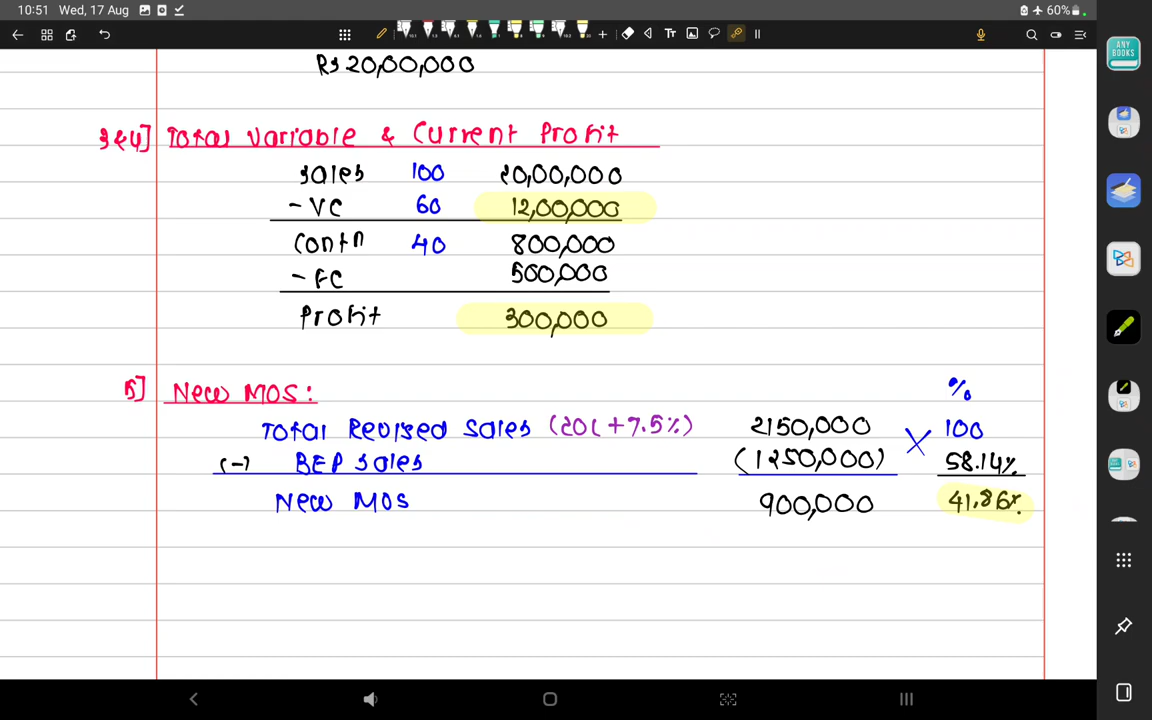 10:51 Wed, 17 Aug 60%
Tт
Rs 20,00,000
3&4] Total Variable & Current Profit
Sales 100 20,00,000
- VC 60 12,00,000
Contn 40 800,000
- FC 500,000
Profit 300,000
5] New MOS:
%
Total Revised Sales (20L + 7.5%) 2150,000 100
(-) BEP Sales (1250,000) 58.14%
New MOS 900,000 41.86%
ANY BOOKS